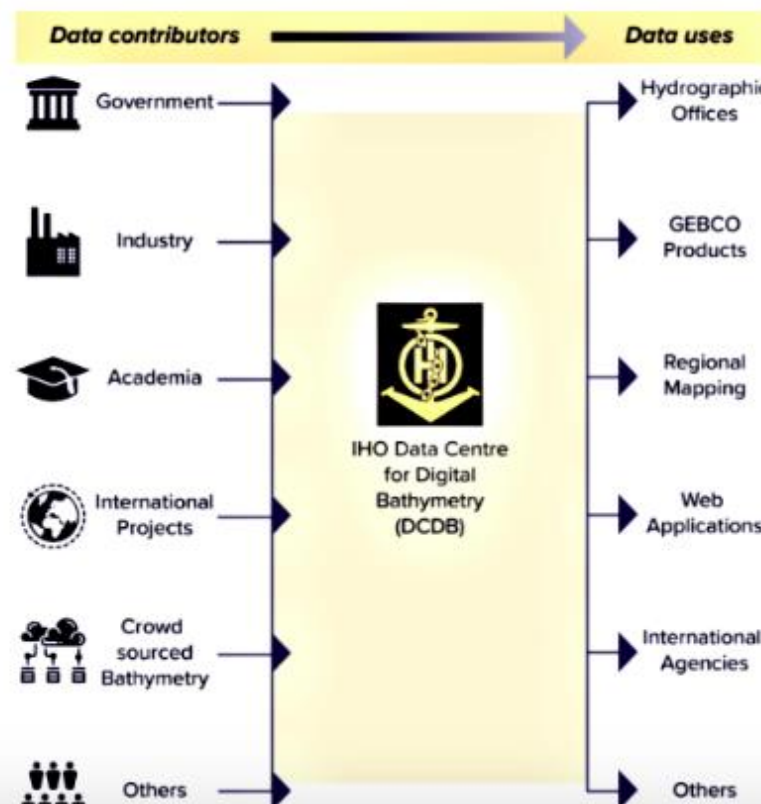 Data contributors
Data uses
Government
Hydrographic
Offices
Industry
GEBCO
Products
Academia
Regional
Mapping
IHO Data Centre
for Digital
Bathymetry
(DCDB)
International
Projects
Web
Applications
Crowd
sourced
Bathymetry
International
Agencies
Others
Others